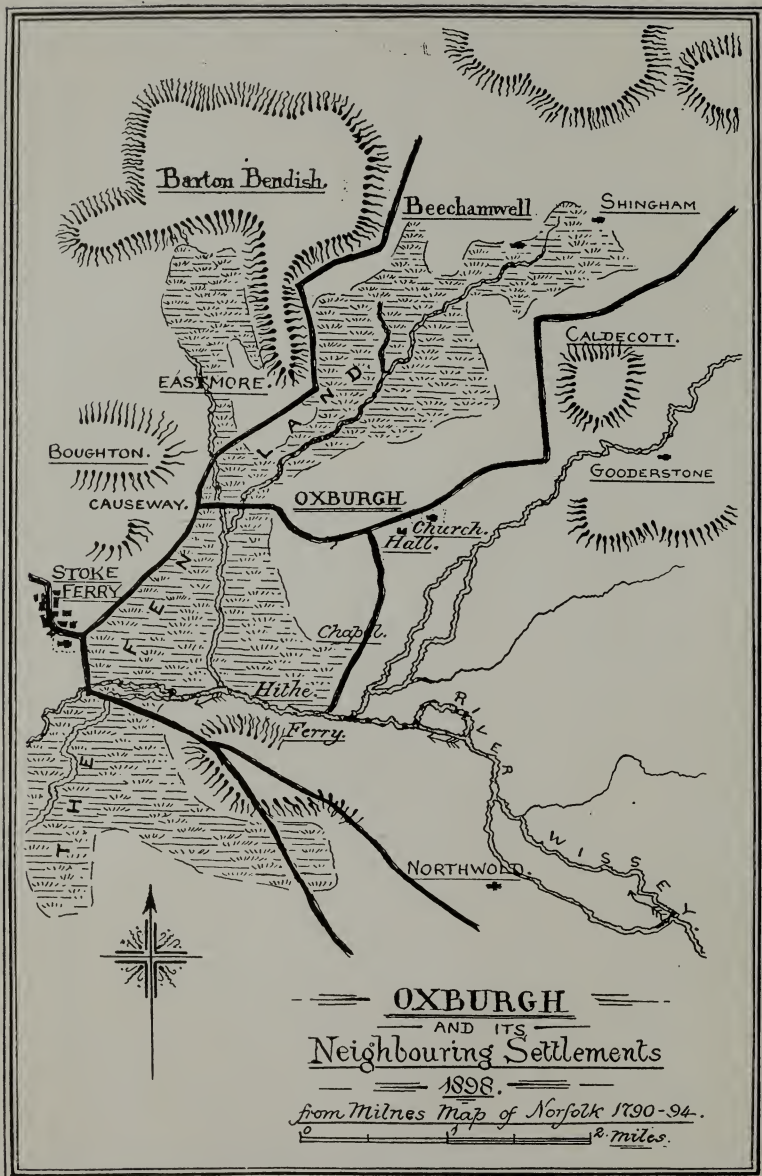 Barton Bendish.
Beechamwell
SHINGHAM
CALDECOTT.
EASTMORE.
BOUGHTON.
GOODERSTONE
CAUSEWAY.
OXBURGH
Church.
Hall.
STOKE
FERRY
Chapel.
Hithe.
Ferry.
THE FEN LAND
RIVER WISSEY.
NORTHWOLD.
OXBURGH
AND ITS
Neighbouring Settlements
1898.
from Milnes Map of Norfolk 1790-94.
0 1 2 miles.